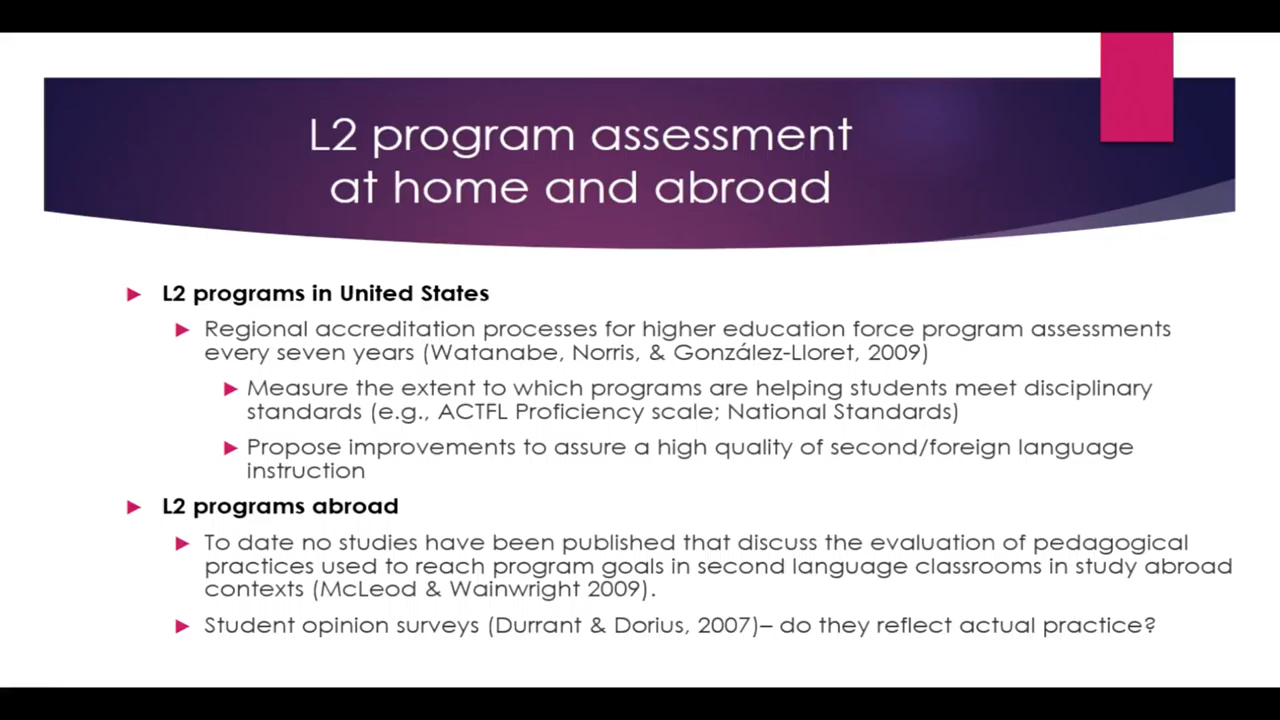 L2 program assessment
at home and abroad
L2 programs in United States
Regional accreditation processes for higher education force program assessments
every seven years (Watanabe, Norris, & González-Lloret, 2009)
Measure the extent to which programs are helping students meet disciplinary
standards (e.g., ACTFL Proficiency scale; National Standards)
Propose improvements to assure a high quality of second/foreign language
instruction
L2 programs abroad
To date no studies have been published that discuss the evaluation of pedagogical
practices used to reach program goals in second language classrooms in study abroad
contexts (McLeod & Wainwright 2009).
Student opinion surveys (Durrant & Dorius, 2007)– do they reflect actual practice?